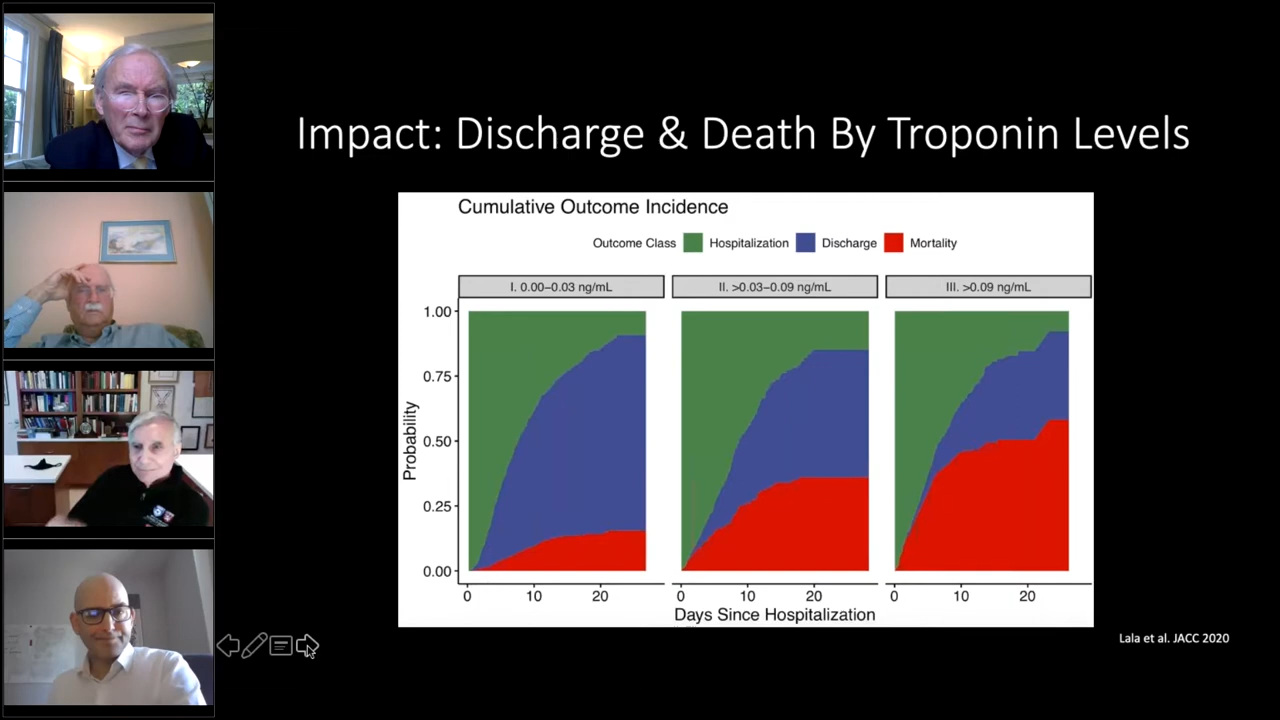 Impact: Discharge & Death By Troponin Levels
Cumulative Outcome Incidence
Outcome Class Hospitalization Discharge Mortality
I. 0.00–0.03 ng/mL II. >0.03–0.09 ng/mL III. >0.09 ng/mL
1.00
0.75
0.50
0.25
0.00
Probability
0 10 20 0 10 20 0 10 20
Days Since Hospitalization
Lala et al. JACC 2020